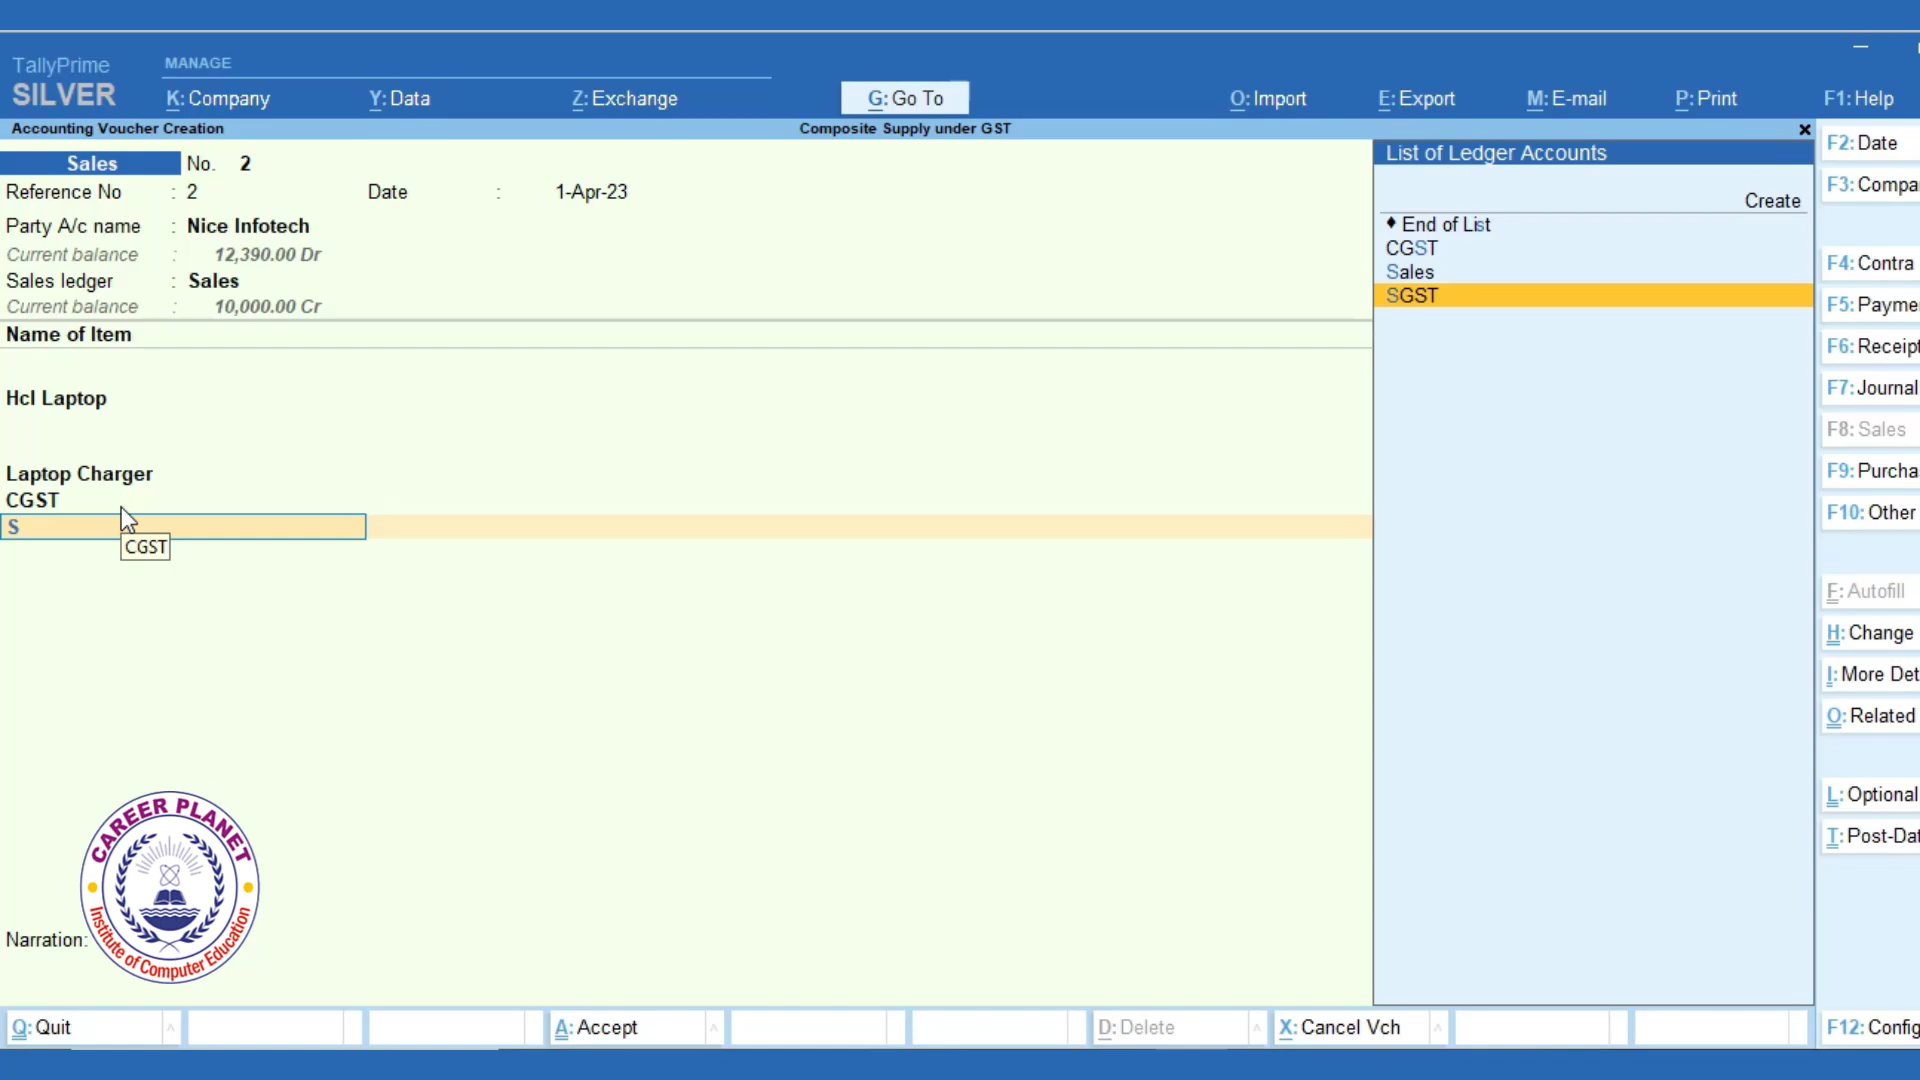 TallyPrime
SILVER
MANAGE
K: Company
Y: Data
Z: Exchange
G: Go To
O: Import
E: Export
M: E-mail
P: Print
F1: Help
Accounting Voucher Creation
Composite Supply under GST
Sales No. 2
Reference No : 2 Date : 1-Apr-23
Party A/c name : Nice Infotech
Current balance : 12,390.00 Dr
Sales ledger : Sales
Current balance : 10,000.00 Cr
Name of Item
Hcl Laptop
Laptop Charger
CGST
S
CGST
Narration:
CAREER PLANET
Institute of Computer Education
List of Ledger Accounts
Create
♦ End of List
CGST
Sales
SGST
F2: Date
F3: Compa
F4: Contra
F5: Payme
F6: Receipt
F7: Journal
F8: Sales
F9: Purcha
F10: Other
F: Autofill
H: Change
I: More Det
O: Related
L: Optional
T: Post-Dat
F12: Config
Q: Quit
A: Accept
D: Delete
X: Cancel Vch